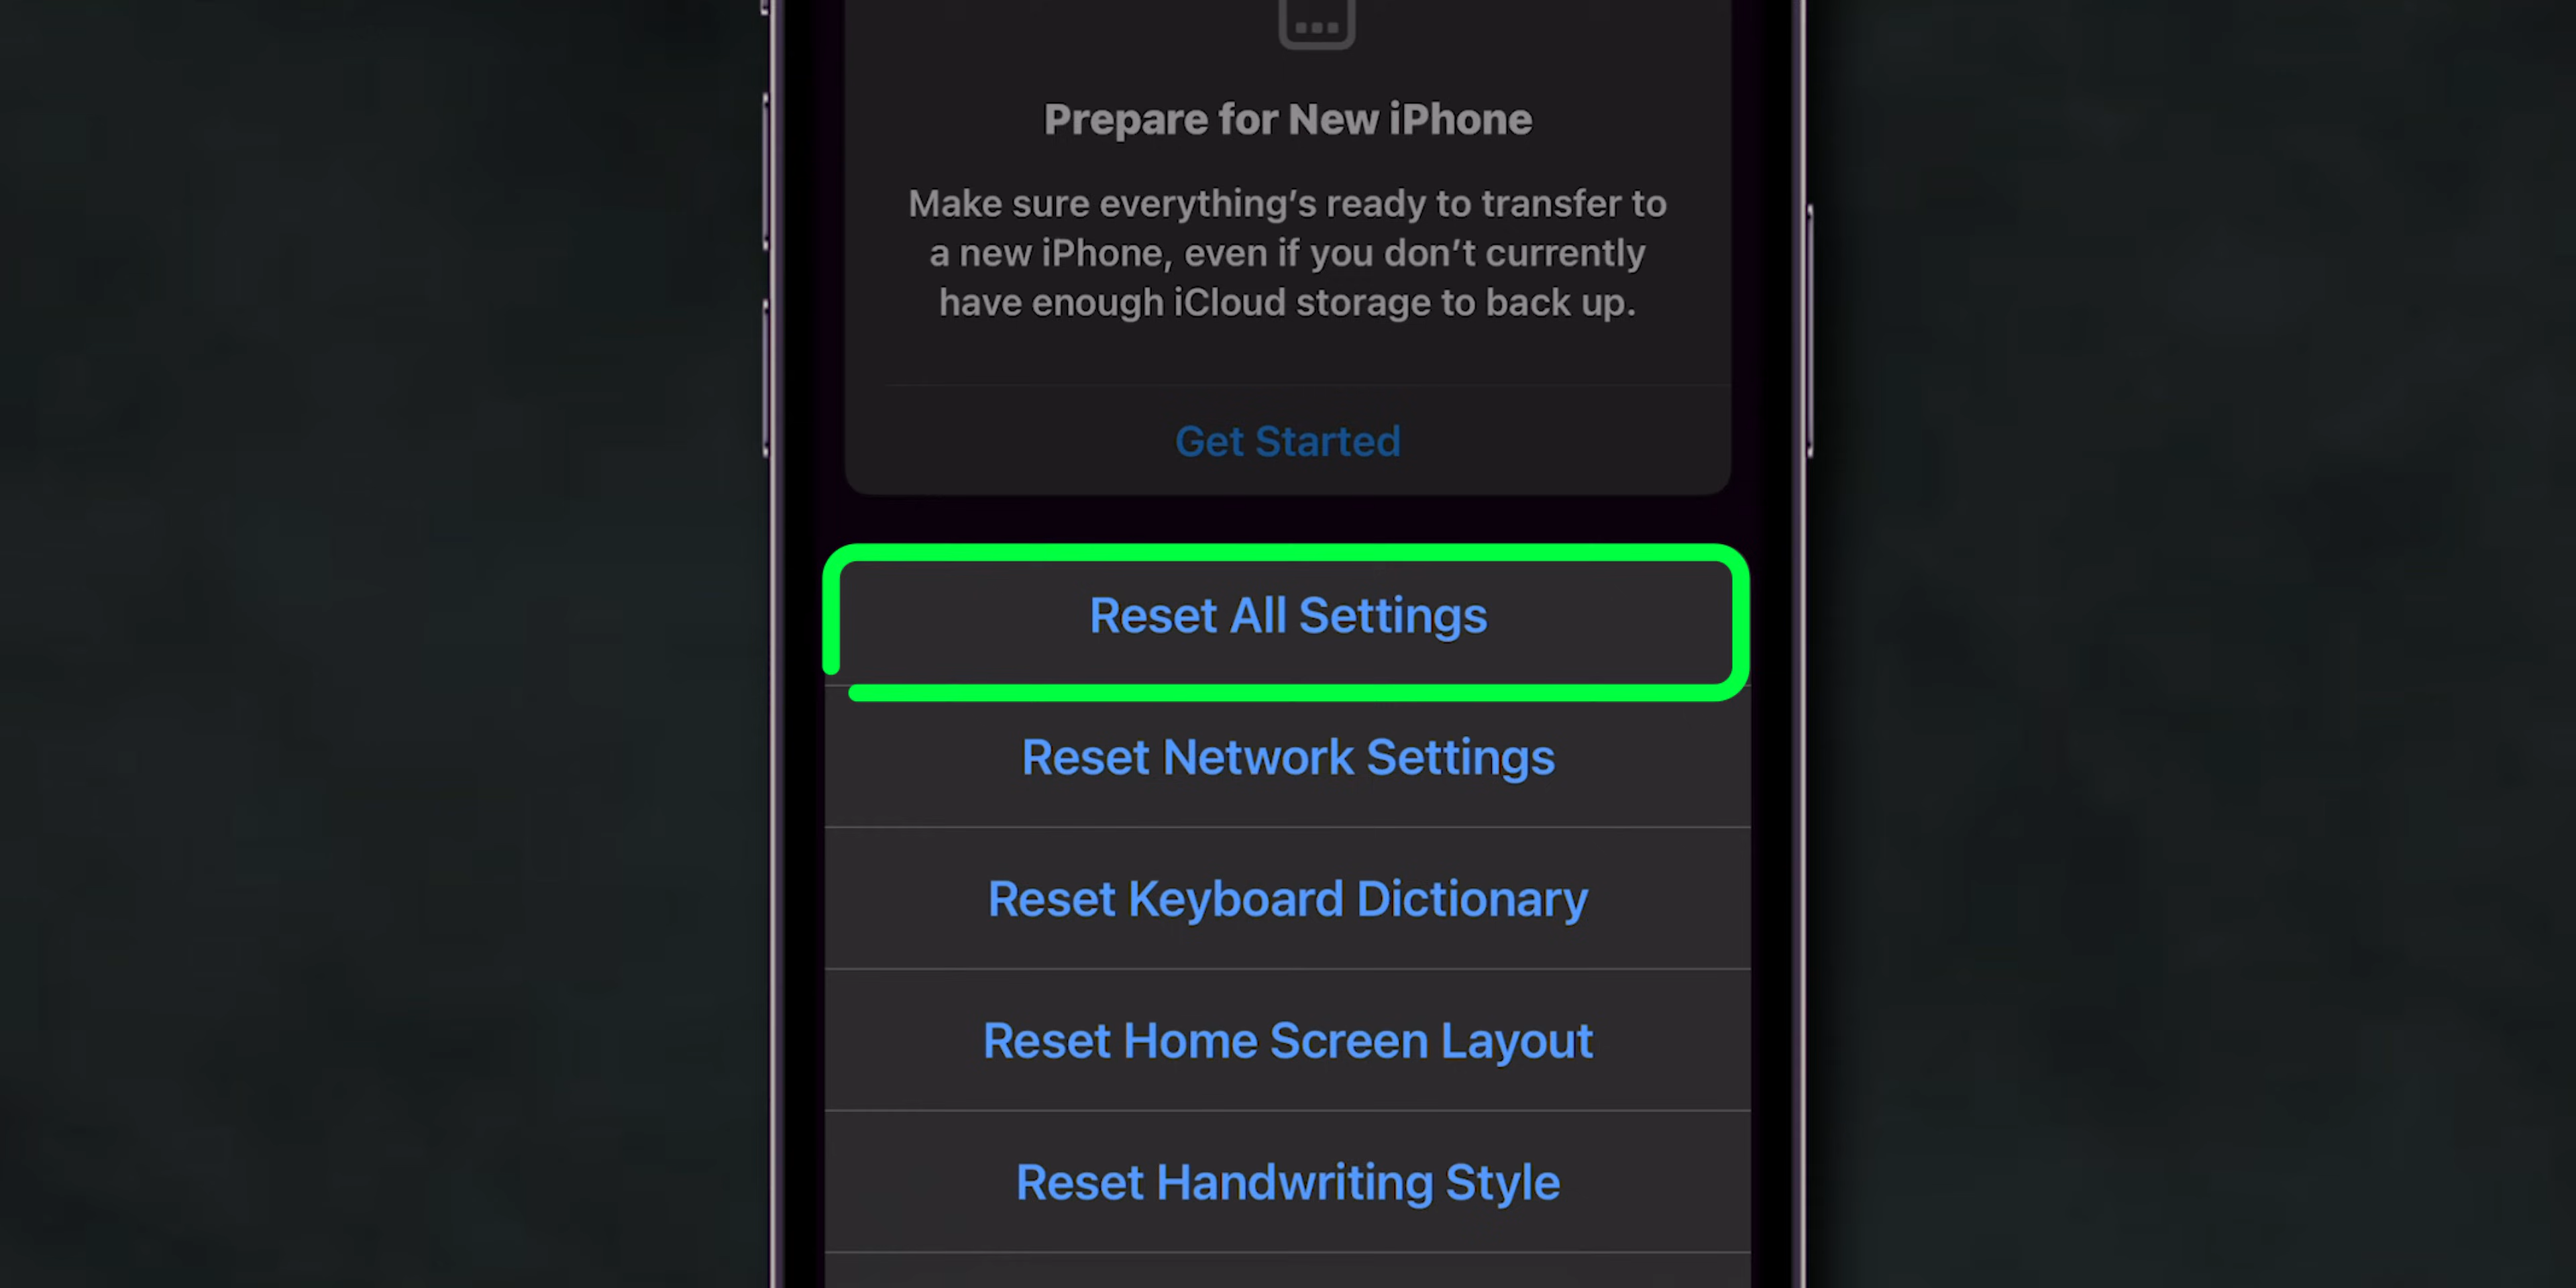 Prepare for New iPhone
Make sure everything’s ready to transfer to
a new iPhone, even if you don’t currently
have enough iCloud storage to back up.
Get Started
Reset All Settings
Reset Network Settings
Reset Keyboard Dictionary
Reset Home Screen Layout
Reset Handwriting Style